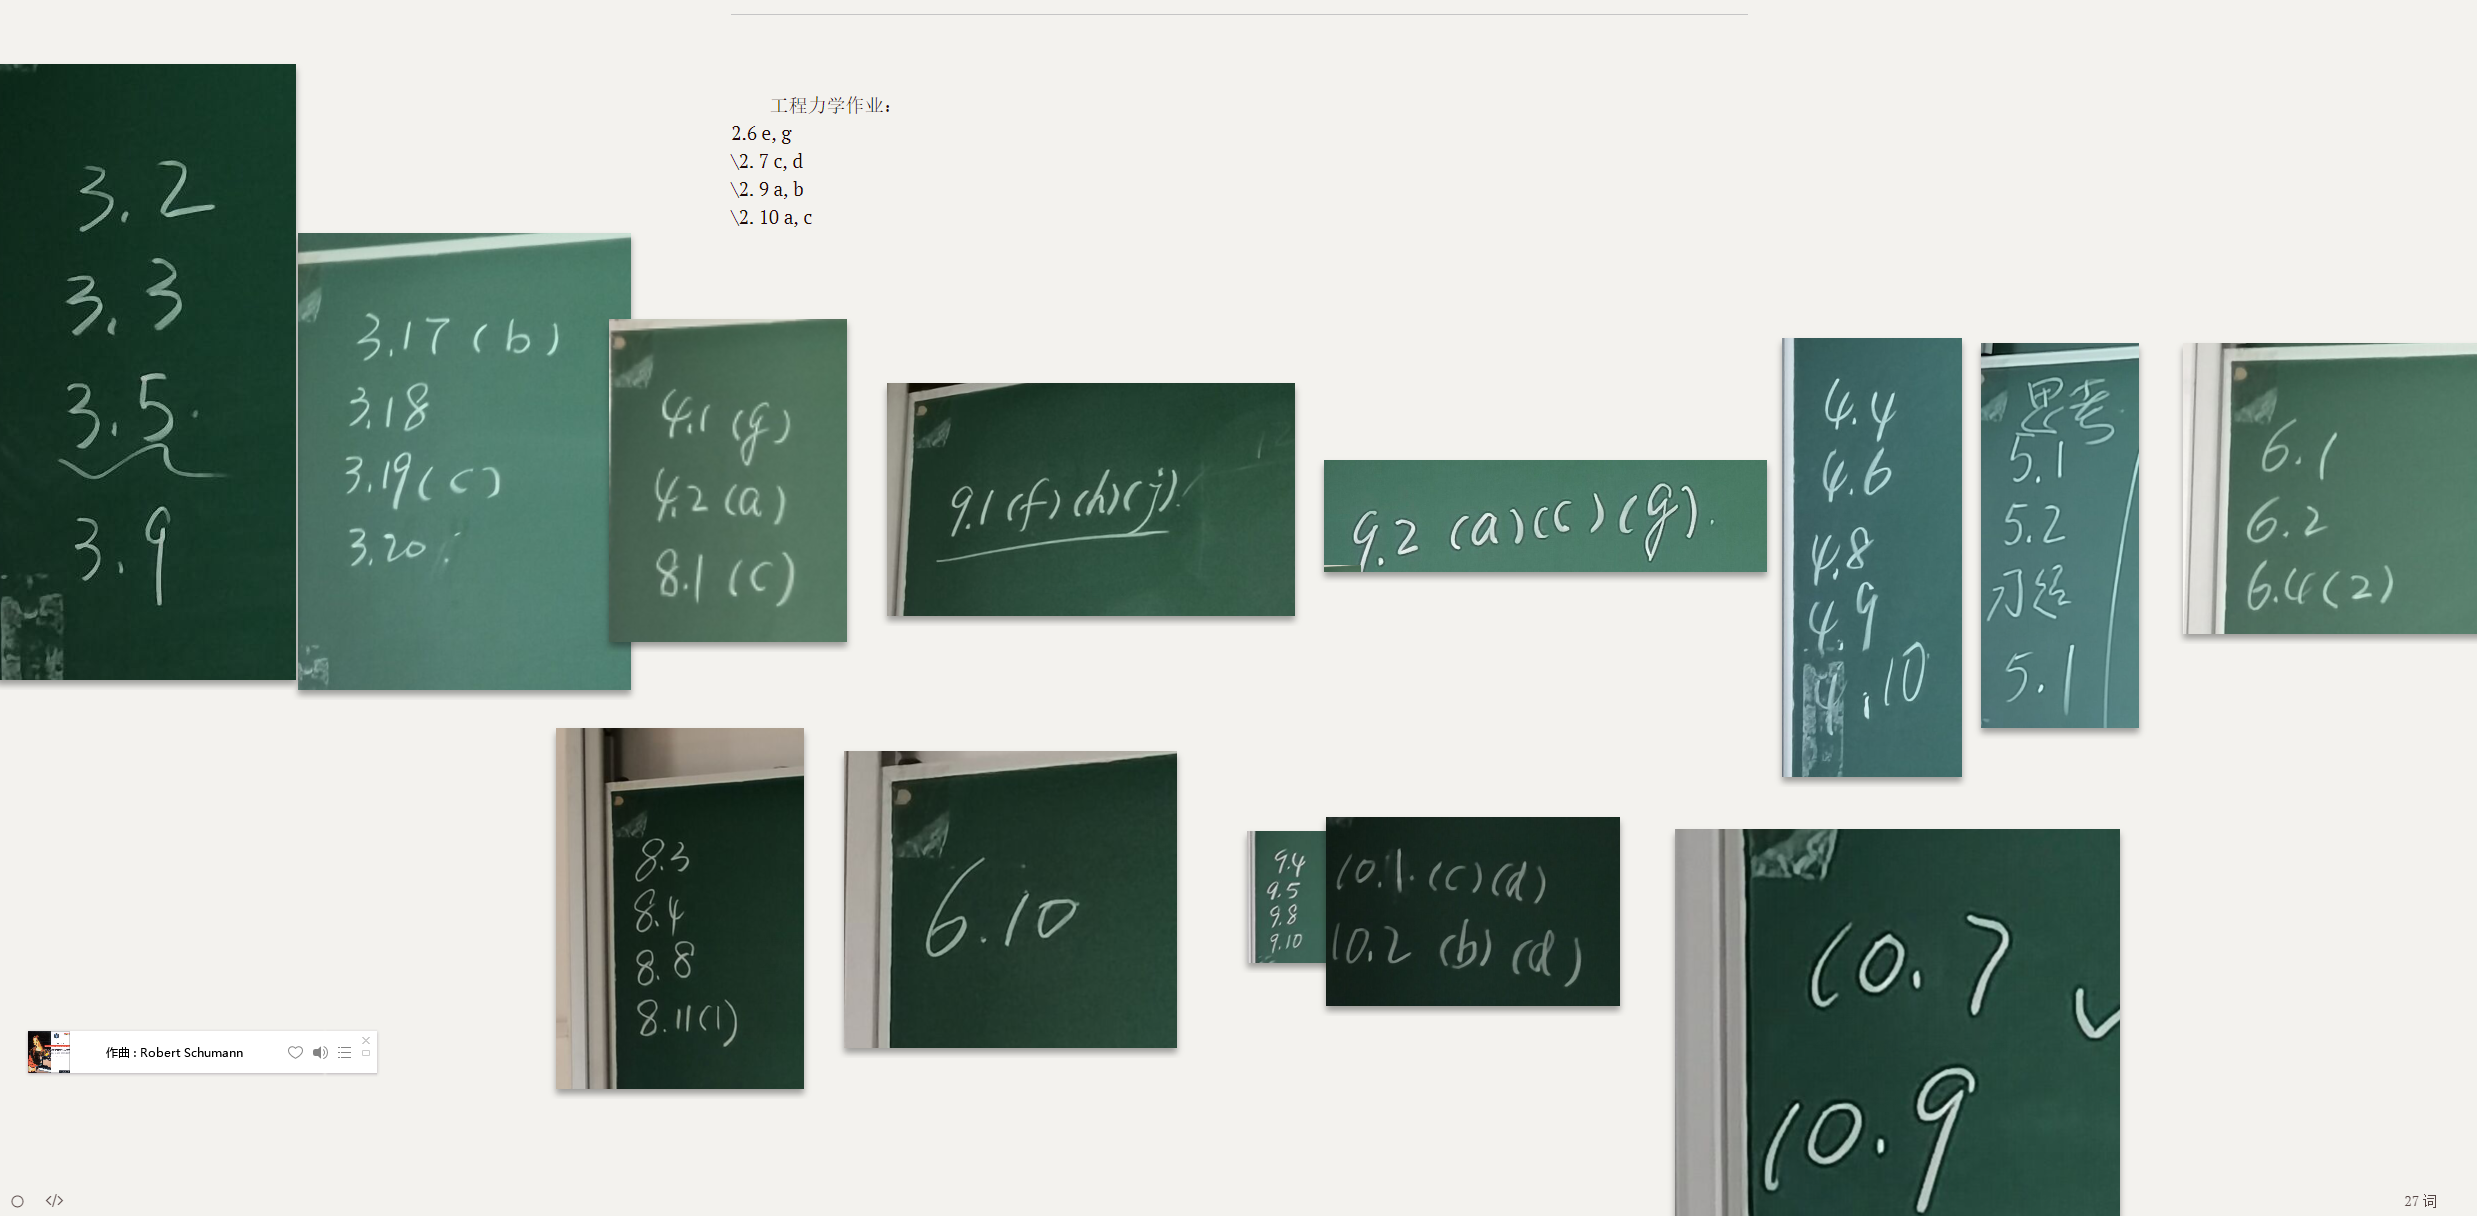 工程力学作业：
2.6 e, g
\2. 7 c, d
\2. 9 a, b
\2. 10 a, c
3.2
3.3
3.5.
3.9
3.17 (b)
3.18
3.19 (c)
3.20
4.1 (g)
4.2 (a)
8.1 (c)
9.1 (f) (h) (j)
9.2 (a) (c) (g).
4.4
4.6
4.8
4.9
4.10
思考
5.1
5.2
习题
5.1
6.1
6.2
6.4 (2)
8.3
8.4
8.8
8.11 (1)
6.10
9.4
9.5
9.8
9.10
10.1. (c) (d)
10.2 (b) (d)
10.7
10.9
作曲 : Robert Schumann
27 词